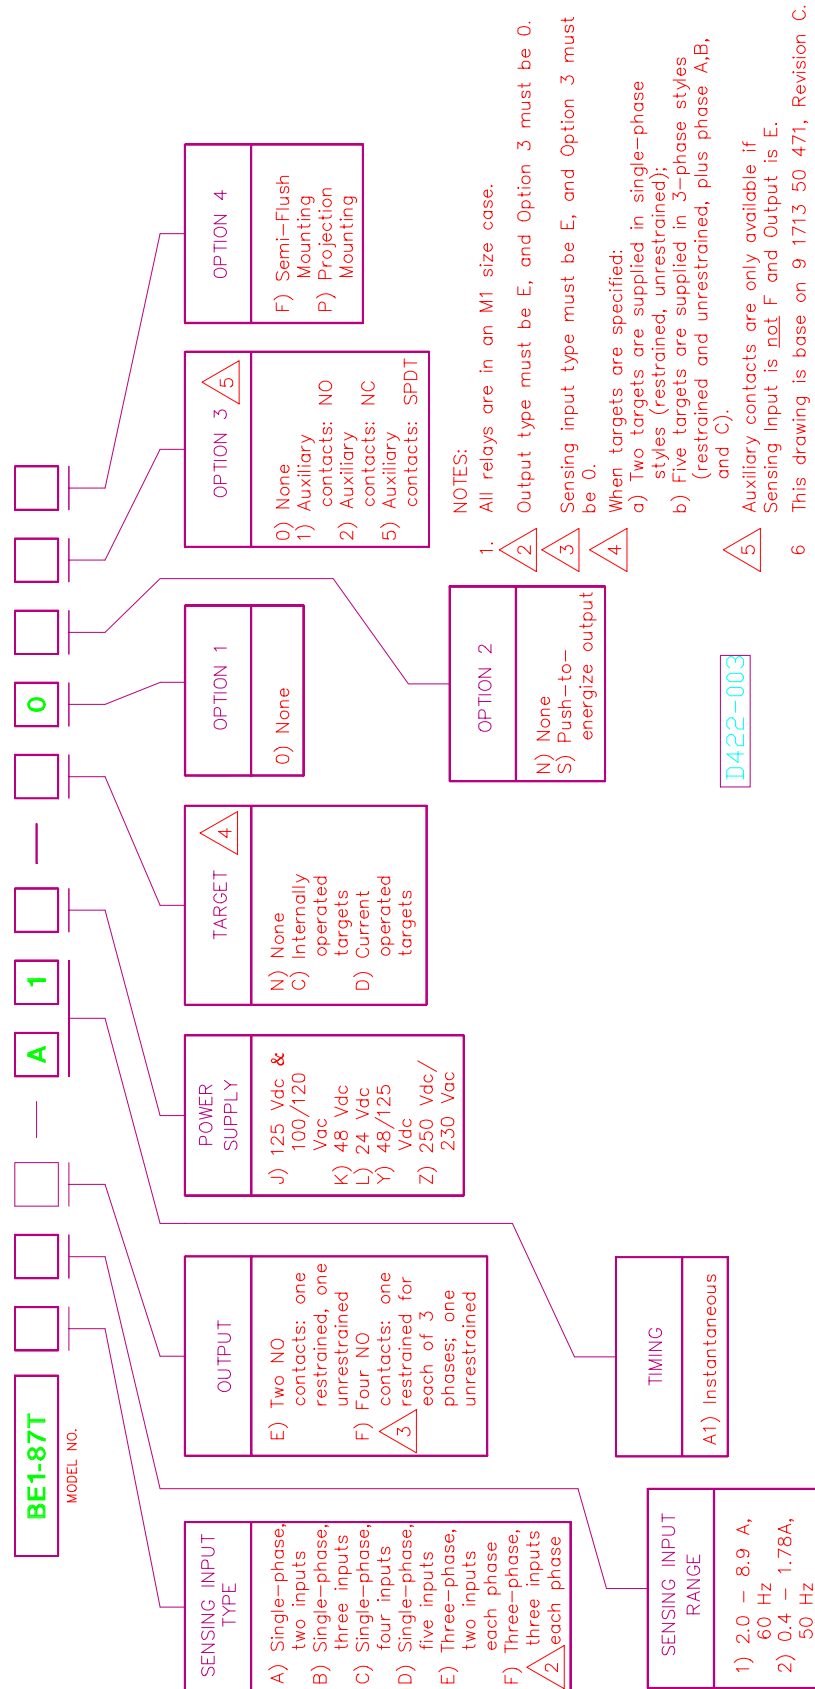 BE1-87T
MODEL NO.
— A 1 — 0
SENSING INPUT
TYPE
A) Single-phase,
two inputs
B) Single-phase,
three inputs
C) Single-phase,
four inputs
D) Single-phase,
five inputs
E) Three-phase,
two inputs
each phase
F) Three-phase,
three inputs
2 each phase
SENSING INPUT
RANGE
1) 2.0 - 8.9 A,
60 Hz
2) 0.4 - 1.78A,
50 Hz
OUTPUT
E) Two NO
contacts: one
restrained, one
unrestrained
F) Four NO
contacts: one
3 restrained for
each of 3
phases; one
unrestrained
TIMING
A1) Instantaneous
POWER
SUPPLY
J) 125 Vdc &
100/120
Vac
K) 48 Vdc
L) 24 Vdc
Y) 48/125
Vdc
Z) 250 Vdc/
230 Vac
TARGET 4
N) None
C) Internally
operated
targets
D) Current
operated
targets
OPTION 1
0) None
OPTION 2
N) None
S) Push-to-
energize output
OPTION 3 5
0) None
1) Auxiliary
contacts: NO
2) Auxiliary
contacts: NC
5) Auxiliary
contacts: SPDT
OPTION 4
F) Semi-Flush
Mounting
P) Projection
Mounting
NOTES:
1. All relays are in an M1 size case.
2 Output type must be E, and Option 3 must be 0.
3 Sensing input type must be E, and Option 3 must
be 0.
4 When targets are specified:
a) Two targets are supplied in single-phase
styles (restrained, unrestrained);
b) Five targets are supplied in 3-phase styles
(restrained and unrestrained, plus phase A,B,
and C).
5 Auxiliary contacts are only available if
Sensing Input is not F and Output is E.
6 This drawing is base on 9 1713 50 471, Revision C.
D422-003